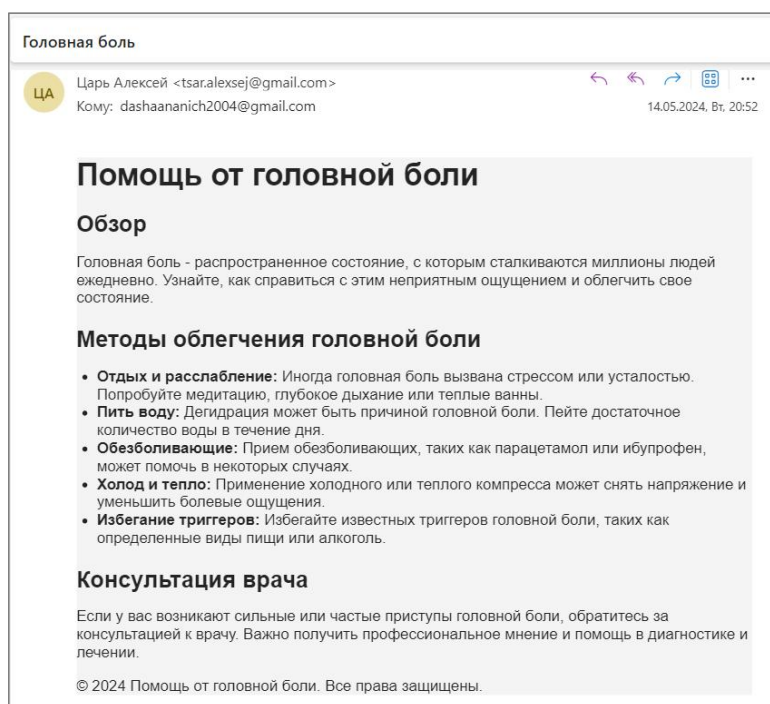 Головная боль
ЦА
Царь Алексей <tsar.alexsej@gmail.com>
Кому: dashaananich2004@gmail.com
14.05.2024, Вт, 20:52
Помощь от головной боли
Обзор
Головная боль - распространенное состояние, с которым сталкиваются миллионы людей
ежедневно. Узнайте, как справиться с этим неприятным ощущением и облегчить свое
состояние.
Методы облегчения головной боли
• Отдых и расслабление: Иногда головная боль вызвана стрессом или усталостью.
Попробуйте медитацию, глубокое дыхание или теплые ванны.
• Пить воду: Дегидрация может быть причиной головной боли. Пейте достаточное
количество воды в течение дня.
• Обезболивающие: Прием обезболивающих, таких как парацетамол или ибупрофен,
может помочь в некоторых случаях.
• Холод и тепло: Применение холодного или теплого компресса может снять напряжение и
уменьшить болевые ощущения.
• Избегание триггеров: Избегайте известных триггеров головной боли, таких как
определенные виды пищи или алкоголь.
Консультация врача
Если у вас возникают сильные или частые приступы головной боли, обратитесь за
консультацией к врачу. Важно получить профессиональное мнение и помощь в диагностике и
лечении.
© 2024 Помощь от головной боли. Все права защищены.